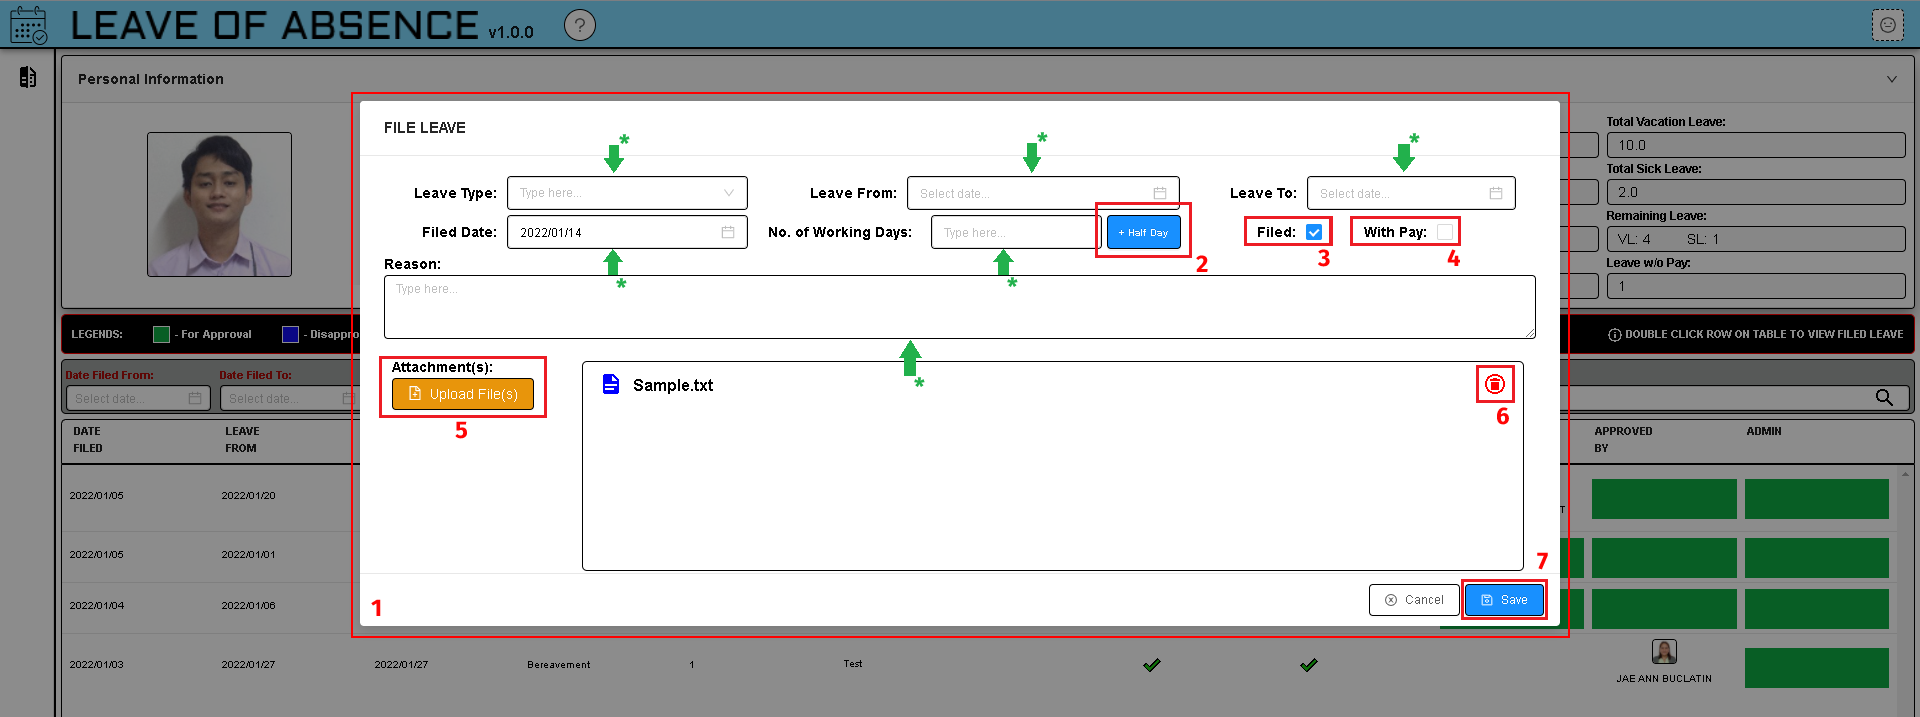 LEAVE OF ABSENCE v1.0.0 ?
Personal Information
FILE LEAVE
* * *
Leave Type: Type here... Leave From: Select date... Leave To: Select date...
Filed Date: 2022/01/14 No. of Working Days: Type here... + Half Day Filed: With Pay:
2 3 4
* *
Reason:
Type here...
*
Attachment(s):
Upload File(s)
5
Sample.txt
6
7
1
Cancel Save
Total Vacation Leave:
10.0
Total Sick Leave:
2.0
Remaining Leave:
VL: 4 SL: 1
Leave w/o Pay:
1
LEGENDS: - For Approval - Disappro
DOUBLE CLICK ROW ON TABLE TO VIEW FILED LEAVE
Date Filed From: Date Filed To:
Select date... Select date...
DATE FILED LEAVE FROM APPROVED BY ADMIN
2022/01/05 2022/01/20 T
2022/01/05 2022/01/01
2022/01/04 2022/01/06
2022/01/03 2022/01/27 2022/01/27 Bereavement 1 Test
JAE ANN BUCLATIN